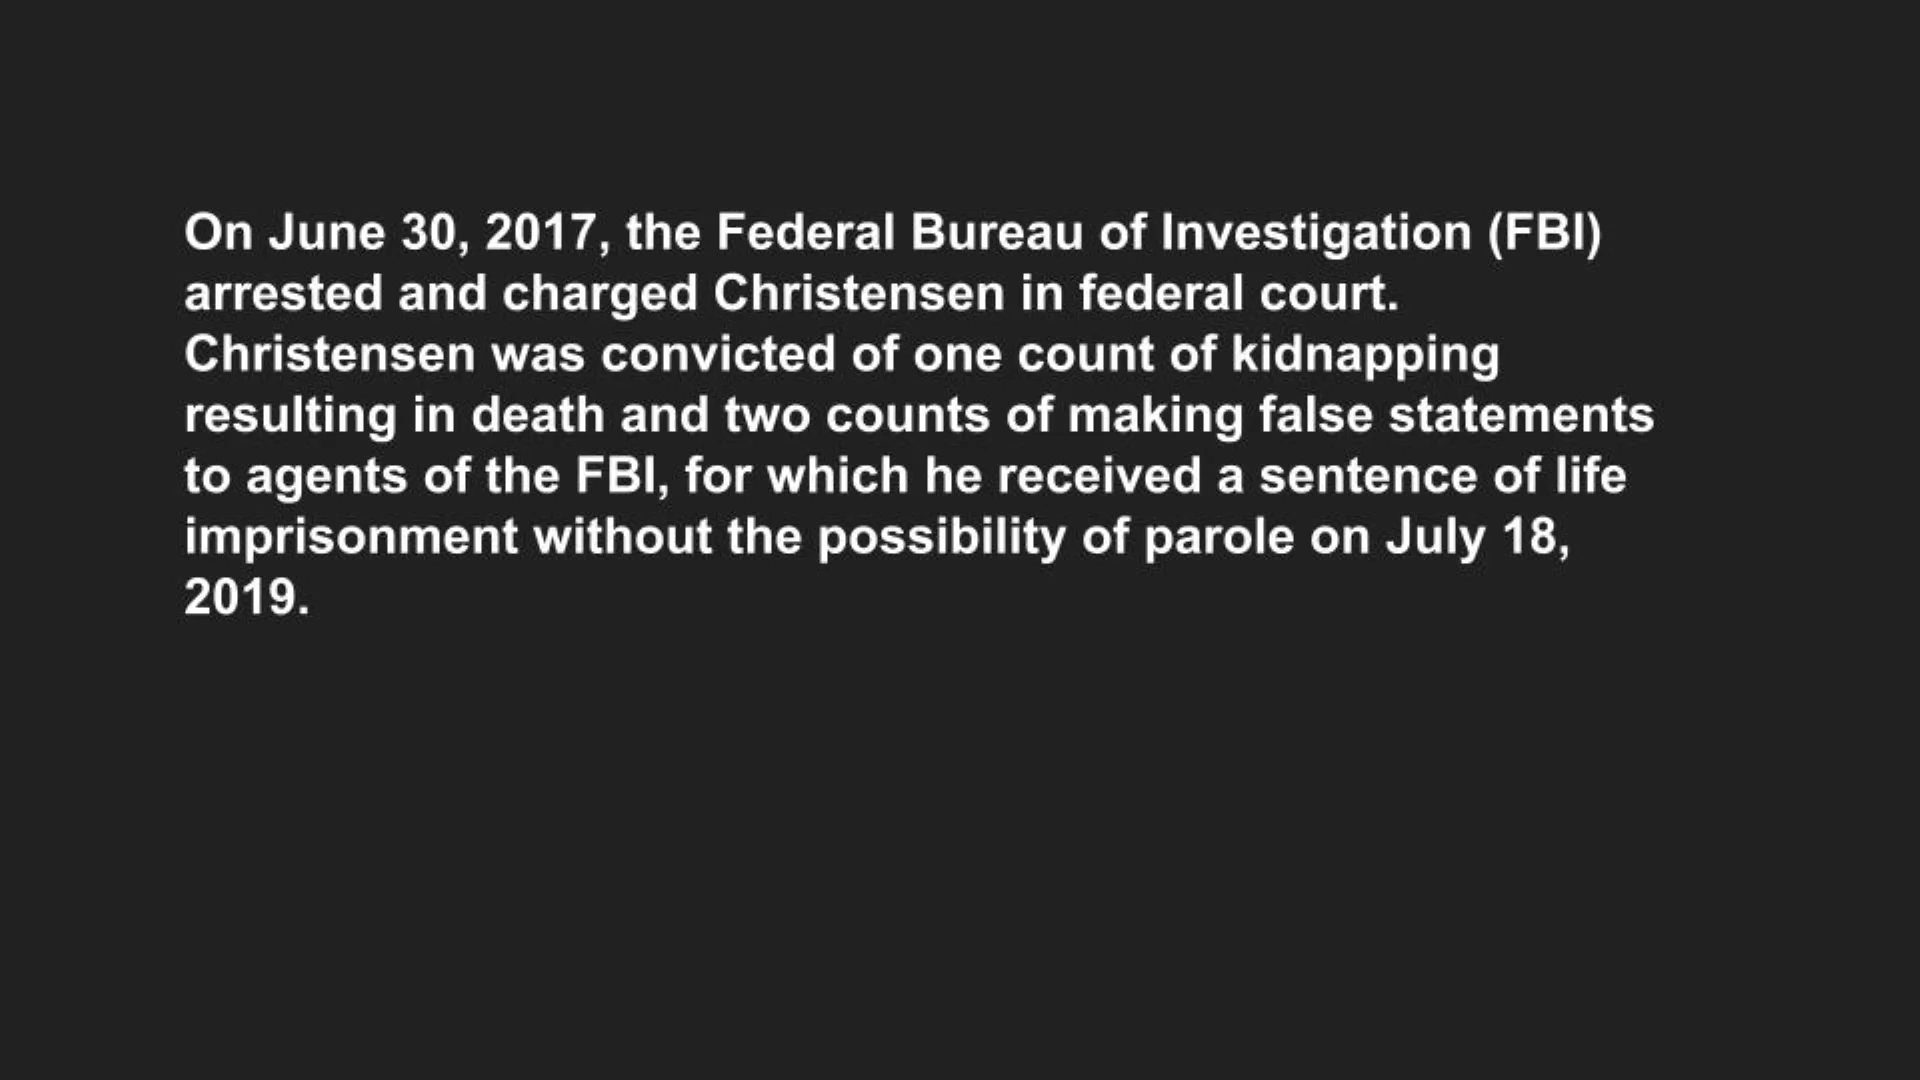 On June 30, 2017, the Federal Bureau of Investigation (FBI)
arrested and charged Christensen in federal court.
Christensen was convicted of one count of kidnapping
resulting in death and two counts of making false statements
to agents of the FBI, for which he received a sentence of life
imprisonment without the possibility of parole on July 18,
2019.